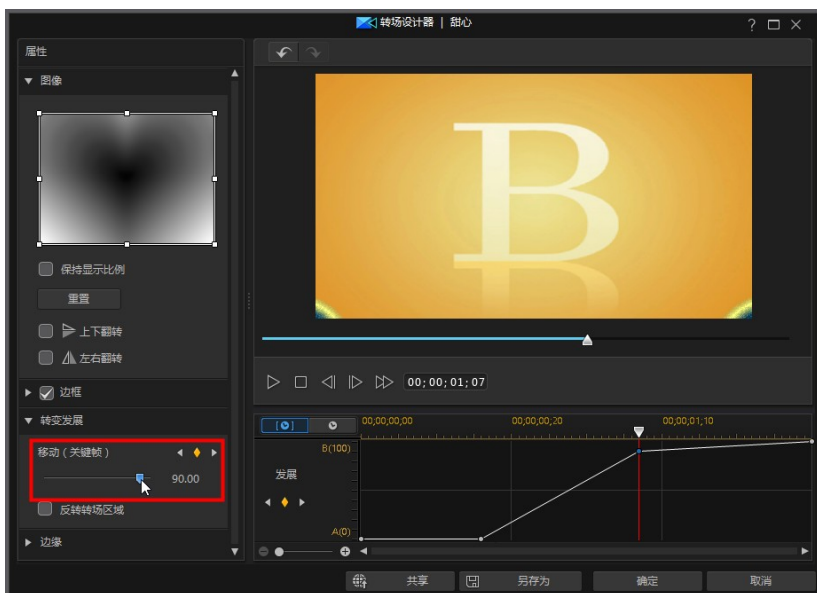 转场设计器 | 甜心
?
属性
图像
保持显示比例
重置
上下翻转
左右翻转
边框
转变发展
移动（关键帧）
90.00
反转转场区域
边缘
B
00;00;01;07
00;00;00;00 00;00;00;20 00;00;01;10
B(100)
发展
A(0)
共享 另存为 确定 取消